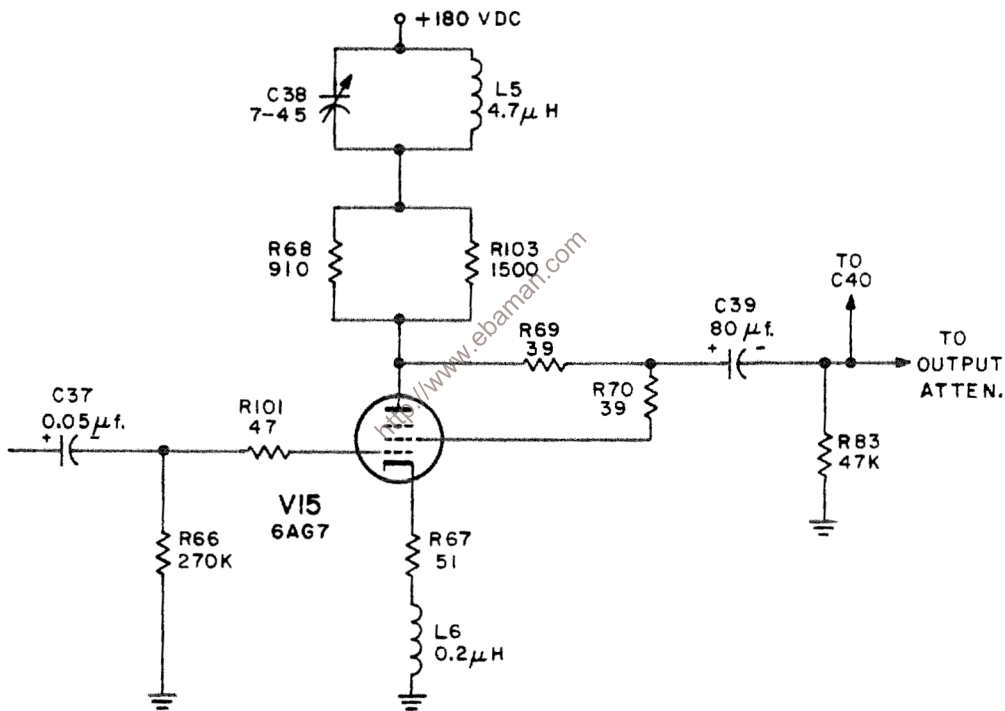 +180 VDC
C38
7-45
L5
4.7μH
R68
910
R103
1500
TO
C40
C39
80 μf.
+ -
R69
39
TO
OUTPUT
ATTEN.
R70
39
C37
0.05μf.
+ -
R101
47
R83
47K
V15
6AG7
R66
270K
R67
51
L6
0.2μH
http://www.ebaman.com